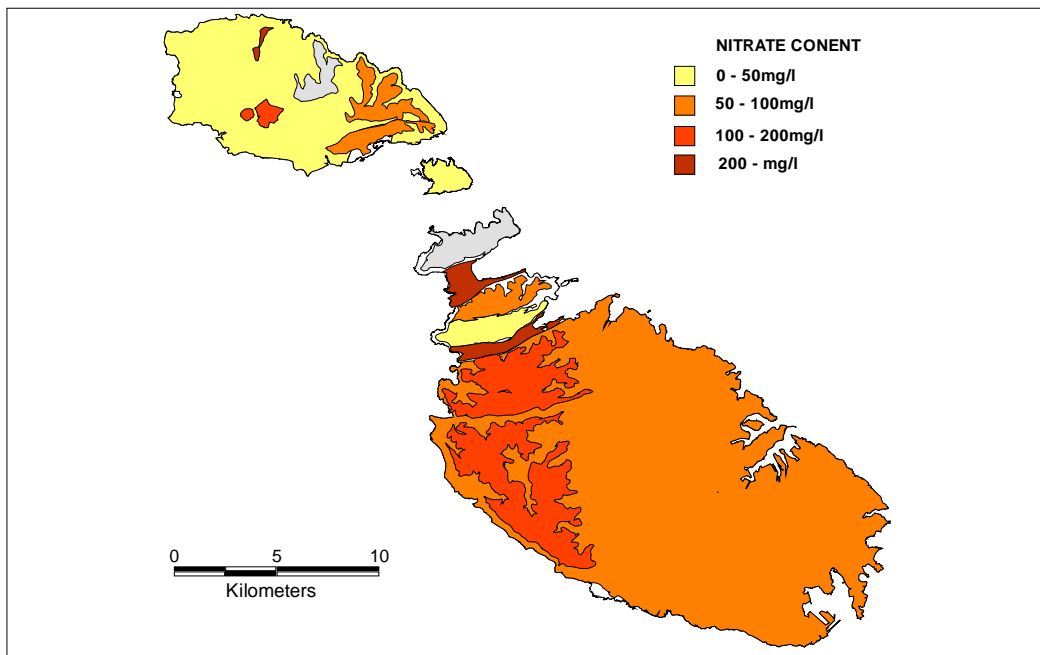 NITRATE CONENT
0 - 50mg/l
50 - 100mg/l
100 - 200mg/l
200 - mg/l
0 5 10
Kilometers